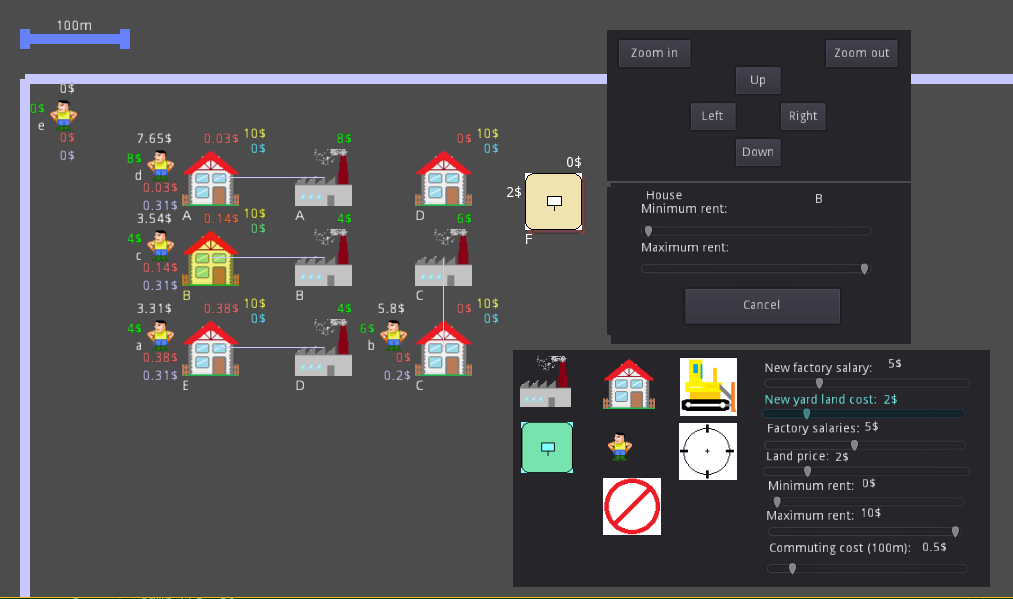 100m
Zoom in
Zoom out
Up
Left
Right
Down
0$
0$
e
0$
0$
7.65$
0.03$
10$
0$
8$
8$
d
0.03$
0.31$
A
A
0$
10$
0$
D
0$
2$
F
3.54$
0.14$
10$
0$
4$
4$
c
0.14$
0.31$
B
B
6$
C
3.31$
0.38$
10$
0$
4$
4$
a
0.38$
0.31$
E
D
5.8$
6$
b
0$
0.2$
0$
10$
0$
C
House
B
Minimum rent:
Maximum rent:
Cancel
New factory salary: 5$
New yard land cost: 2$
Factory salaries: 5$
Land price: 2$
Minimum rent: 0$
Maximum rent: 10$
Commuting cost (100m): 0.5$